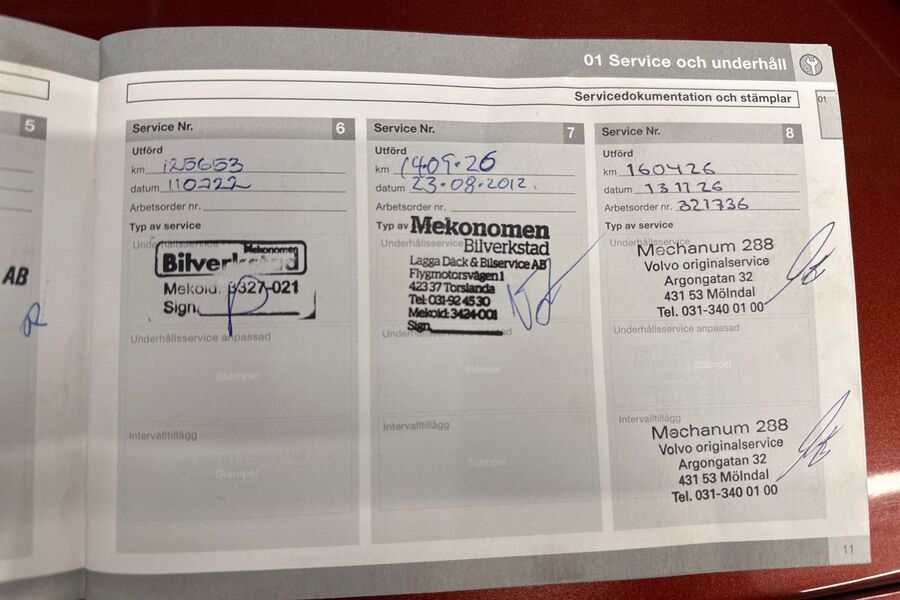 01 Service och underhåll
Servicedokumentation och stämplar
01
5
AB
Service Nr. 6
Utförd
km 125653
datum 110722
Arbetsorder nr.
Typ av service
Underhållsservice
Mekonomen
Bilverkstad
Mekoid: 3327-021
Sign.
Underhållsservice anpassad
Stämpel
Intervalltillägg
Stämpel
Service Nr. 7
Utförd
km 1409.26
datum 23-08-2012.
Arbetsorder nr.
Typ av
Underhållsservice
Mekonomen
Bilverkstad
Lagga Däck & Bilservice AB
Flygmotorsvägen 1
423 37 Torslanda
Tel: 031-92 45 30
Mekoid: 3424-001
Sign.
Stämpel
Intervalltillägg
Stämpel
Service Nr. 8
Utförd
km 160426
datum 131126
Arbetsorder nr. 321736
Typ av service
Underhållsservice
Mechanum 288
Volvo originalservice
Argongatan 32
431 53 Mölndal
Tel. 031-340 01 00
Underhållsservice anpassad
Stämpel
Intervalltillägg
Mechanum 288
Volvo originalservice
Argongatan 32
431 53 Mölndal
Tel. 031-340 01 00
11